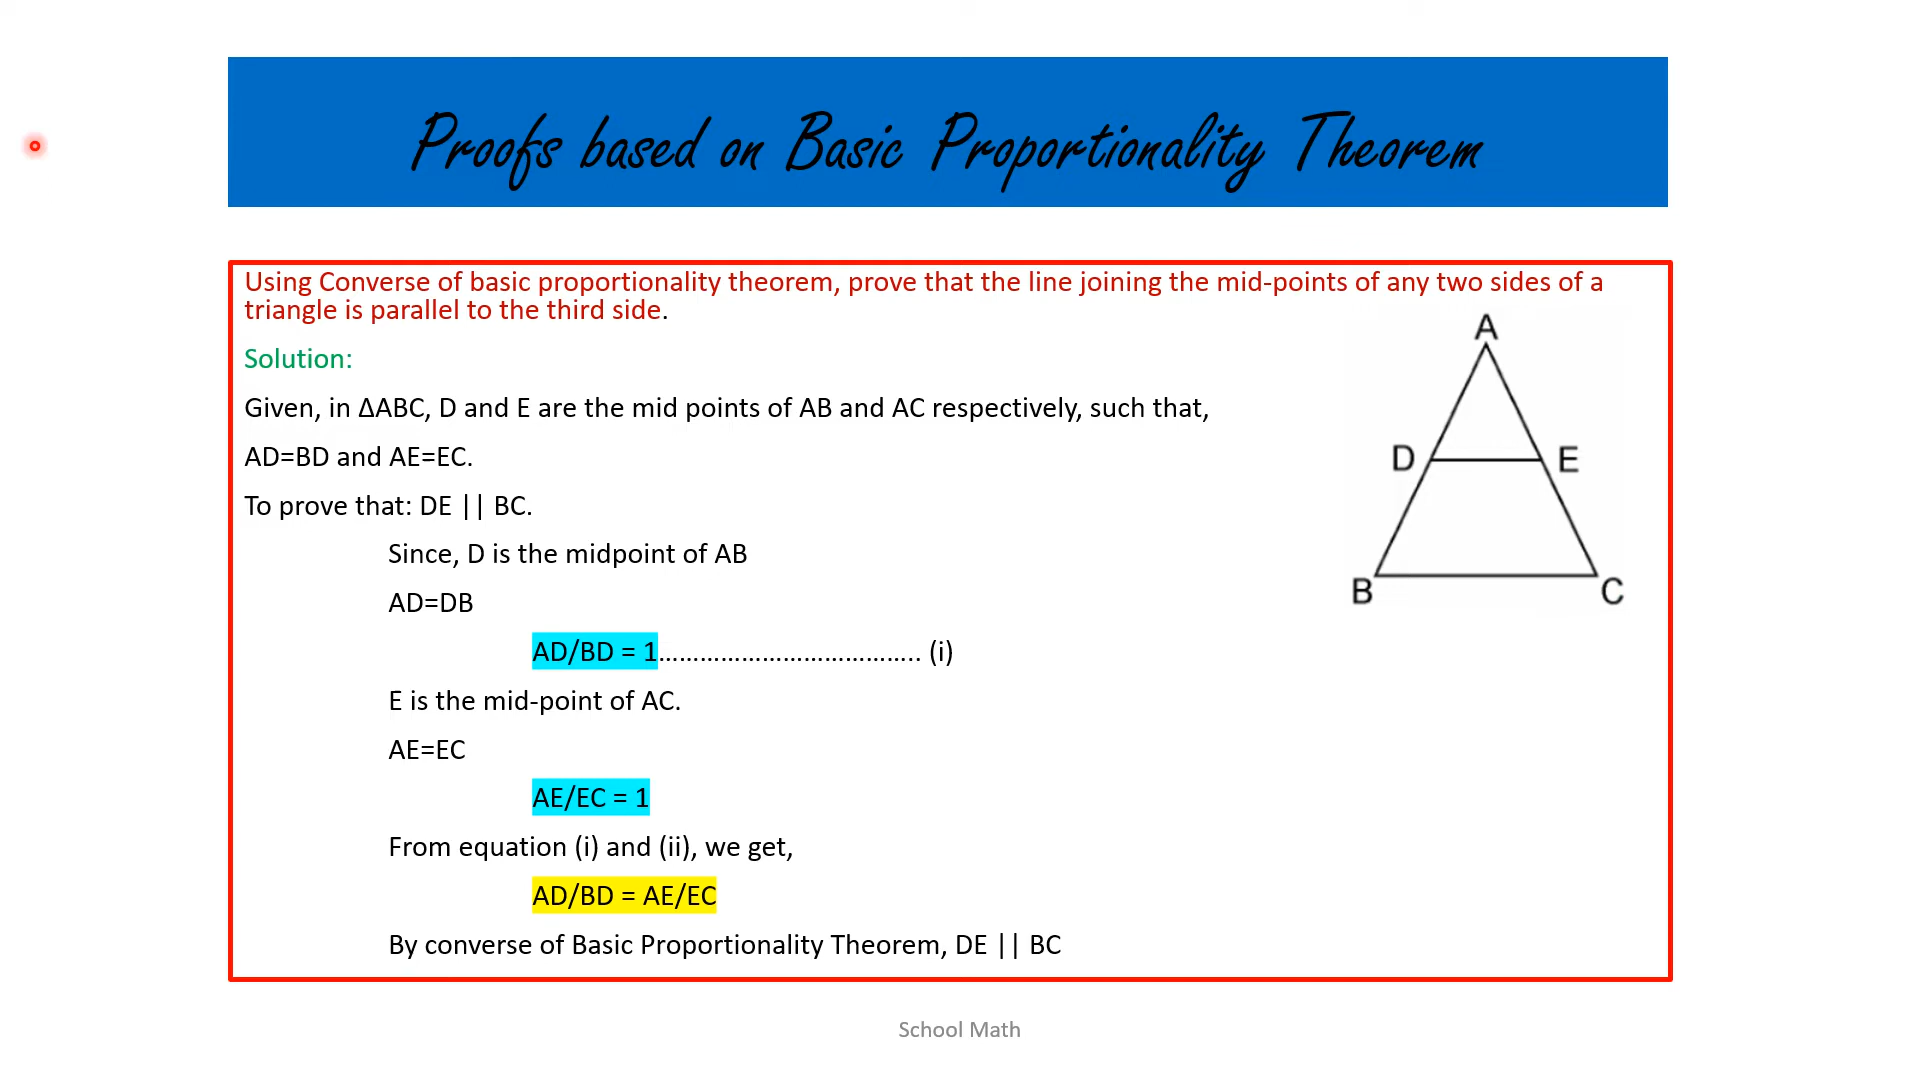 Proofs based on Basic Proportionality Theorem
Using Converse of basic proportionality theorem, prove that the line joining the mid-points of any two sides of a
triangle is parallel to the third side.
A
Solution:
Given, in ΔABC, D and E are the mid points of AB and AC respectively, such that,
AD=BD and AE=EC.
D E
To prove that: DE || BC.
Since, D is the midpoint of AB
B C
AD=DB
AD/BD = 1……………………………….. (i)
E is the mid-point of AC.
AE=EC
AE/EC = 1
From equation (i) and (ii), we get,
AD/BD = AE/EC
By converse of Basic Proportionality Theorem, DE || BC
School Math